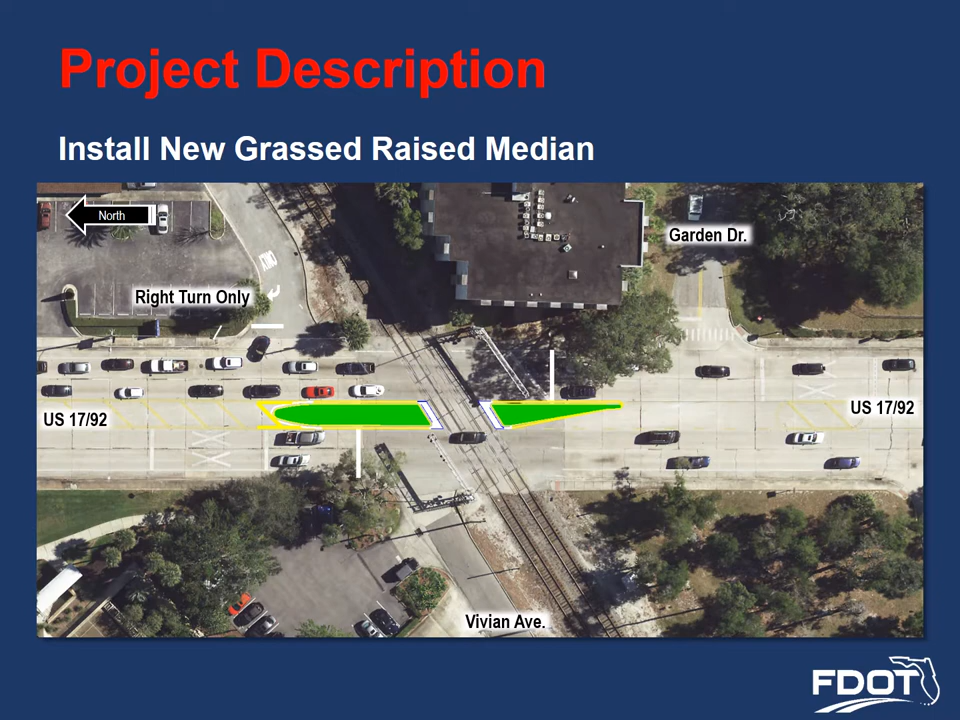 Project Description
Install New Grassed Raised Median
North
Garden Dr.
Right Turn Only
ONLY
US 17/92
US 17/92
Vivian Ave.
FDOT